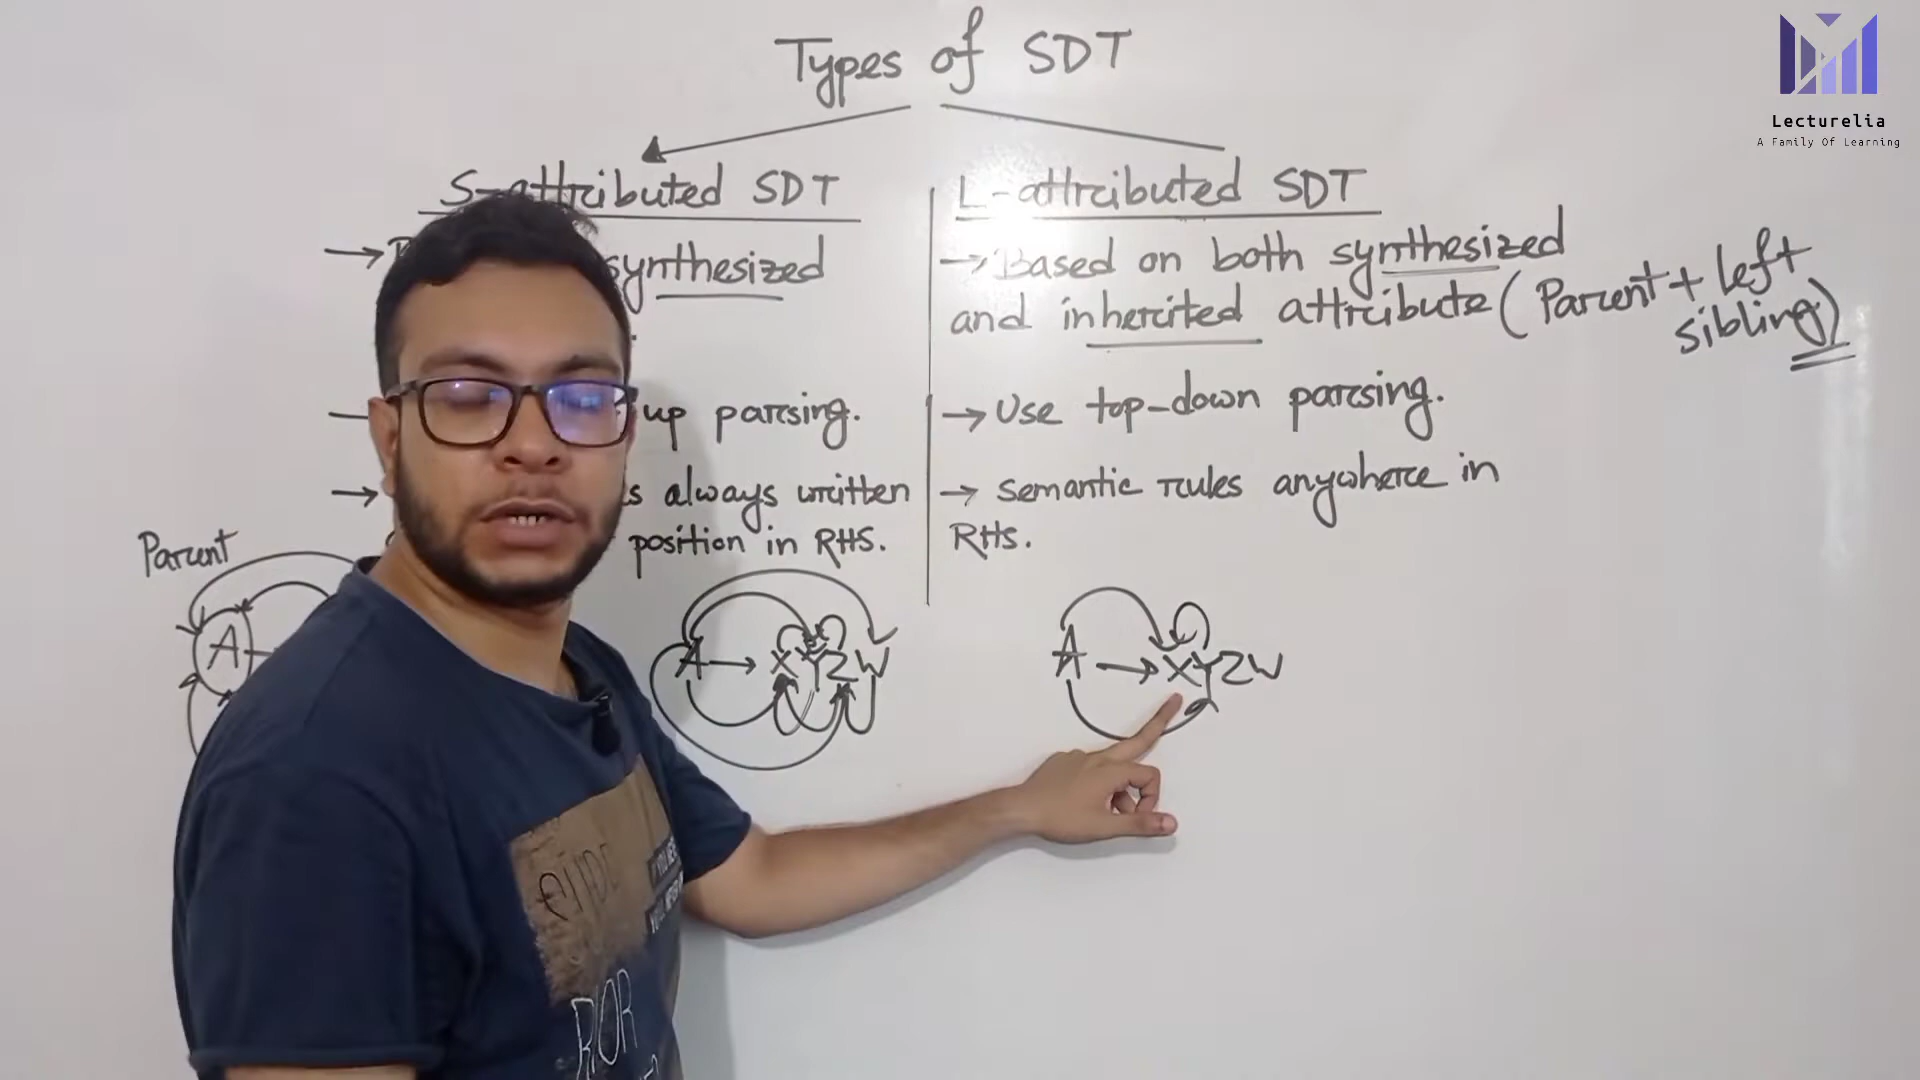 Types of SDT
S-attributed SDT
synthesized
up parsing.
always written
position in RHS.
L-attributed SDT
→ Based on both synthesized
and inherited attribute (Parent + left
sibling)
→ Use top-down parsing.
→ semantic rules anywhere in
RHS.
Parent
A →
A → XYZW
A → XYZW
Lecturelia
A Family Of Learning